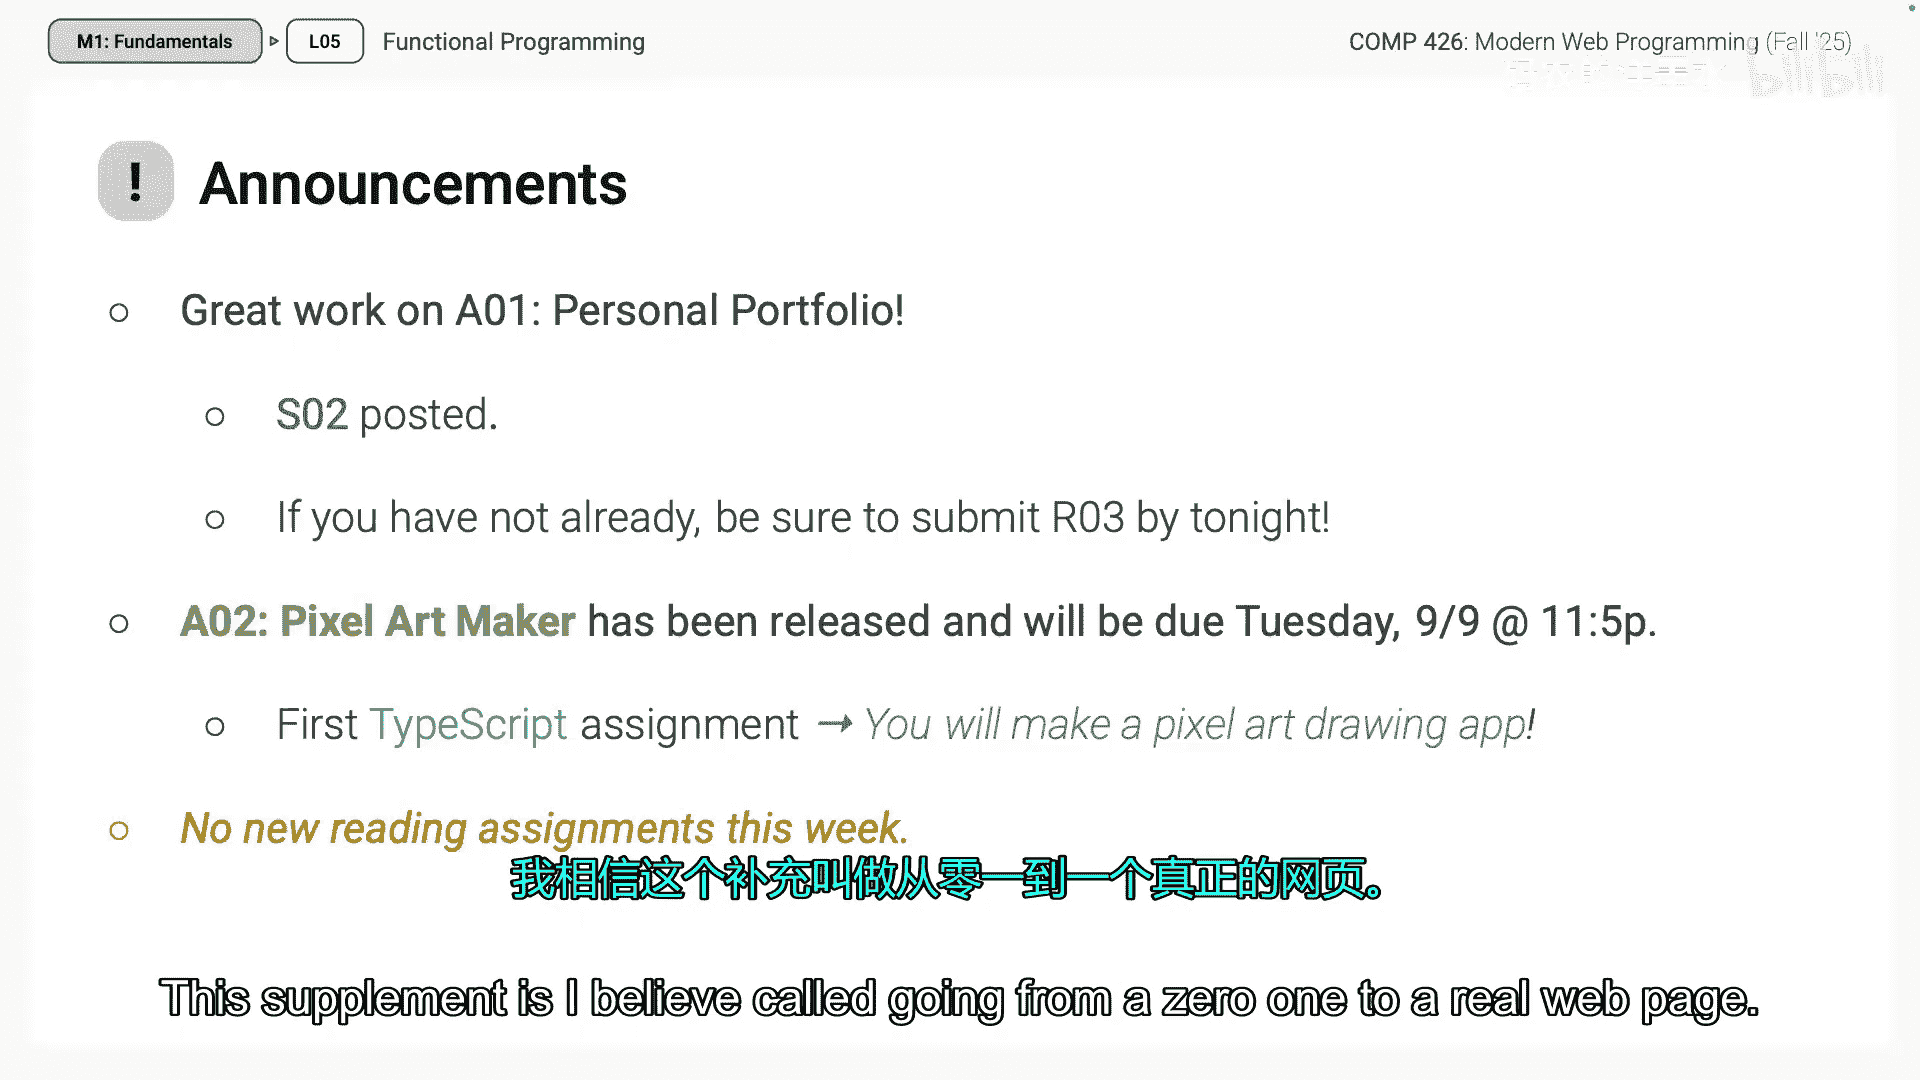 M1: Fundamentals
L05
Functional Programming
COMP 426: Modern Web Programming (Fall '25)
bilibili
!
Announcements
Great work on A01: Personal Portfolio!
S02 posted.
If you have not already, be sure to submit R03 by tonight!
A02: Pixel Art Maker has been released and will be due Tuesday, 9/9 @ 11:5p.
First TypeScript assignment → You will make a pixel art drawing app!
No new reading assignments this week.
我相信这个补充叫做从零一到一个真正的网页。
This supplement is I believe called going from a zero one to a real web page.